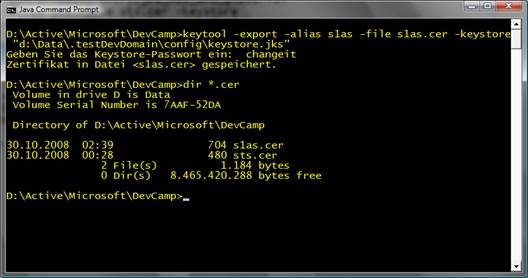 Java Command Prompt
D:\Active\Microsoft\DevCamp>keytool -export -alias slas -file slas.cer -keystore
"d:\Data\.testDevDomain\config\keystore.jks"
Geben Sie das Keystore-Passwort ein:  changeit
Zertifikat in Datei <slas.cer> gespeichert.
D:\Active\Microsoft\DevCamp>dir *.cer
Volume in drive D is Data
Volume Serial Number is 7AAF-52DA
Directory of D:\Active\Microsoft\DevCamp
30.10.2008  02:39               704 slas.cer
30.10.2008  00:28               480 sts.cer
2 File(s)          1.184 bytes
0 Dir(s)   8.465.420.288 bytes free
D:\Active\Microsoft\DevCamp>_